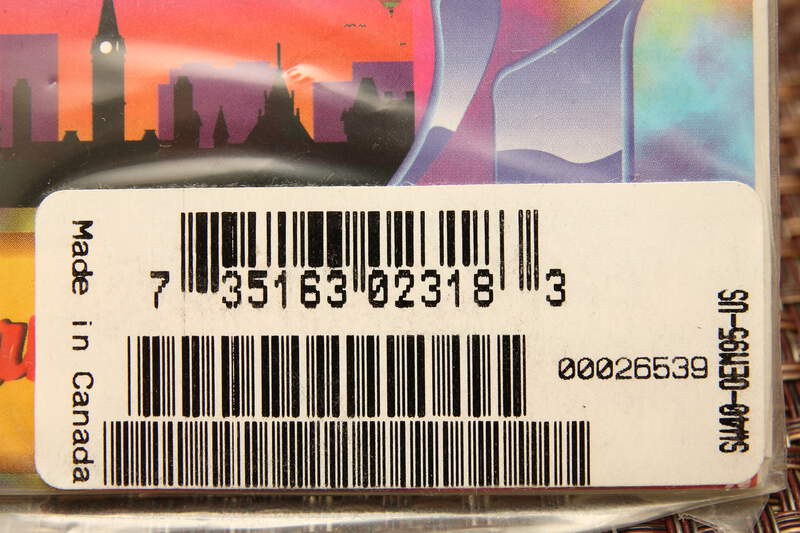 Made in Canada
7 35163 02318 3
00026539
SW40-OEM95-US